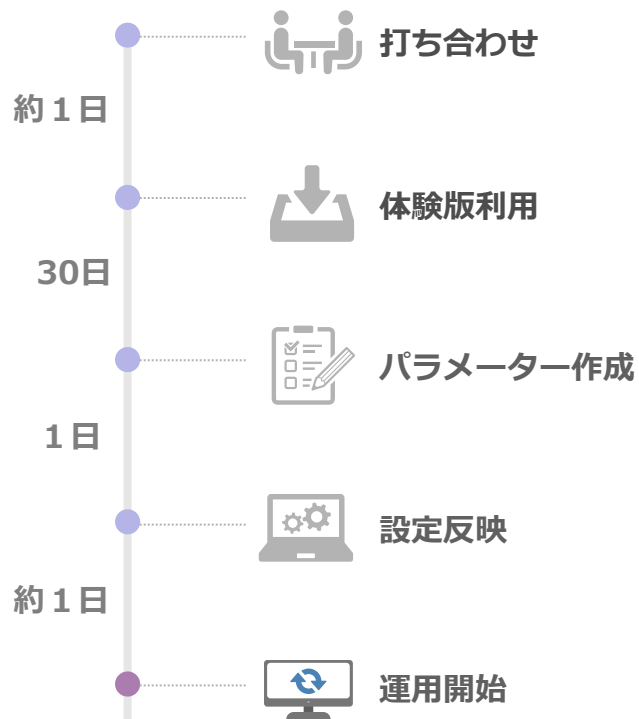 打ち合わせ
約１日
体験版利用
30日
パラメーター作成
１日
設定反映
約１日
運用開始